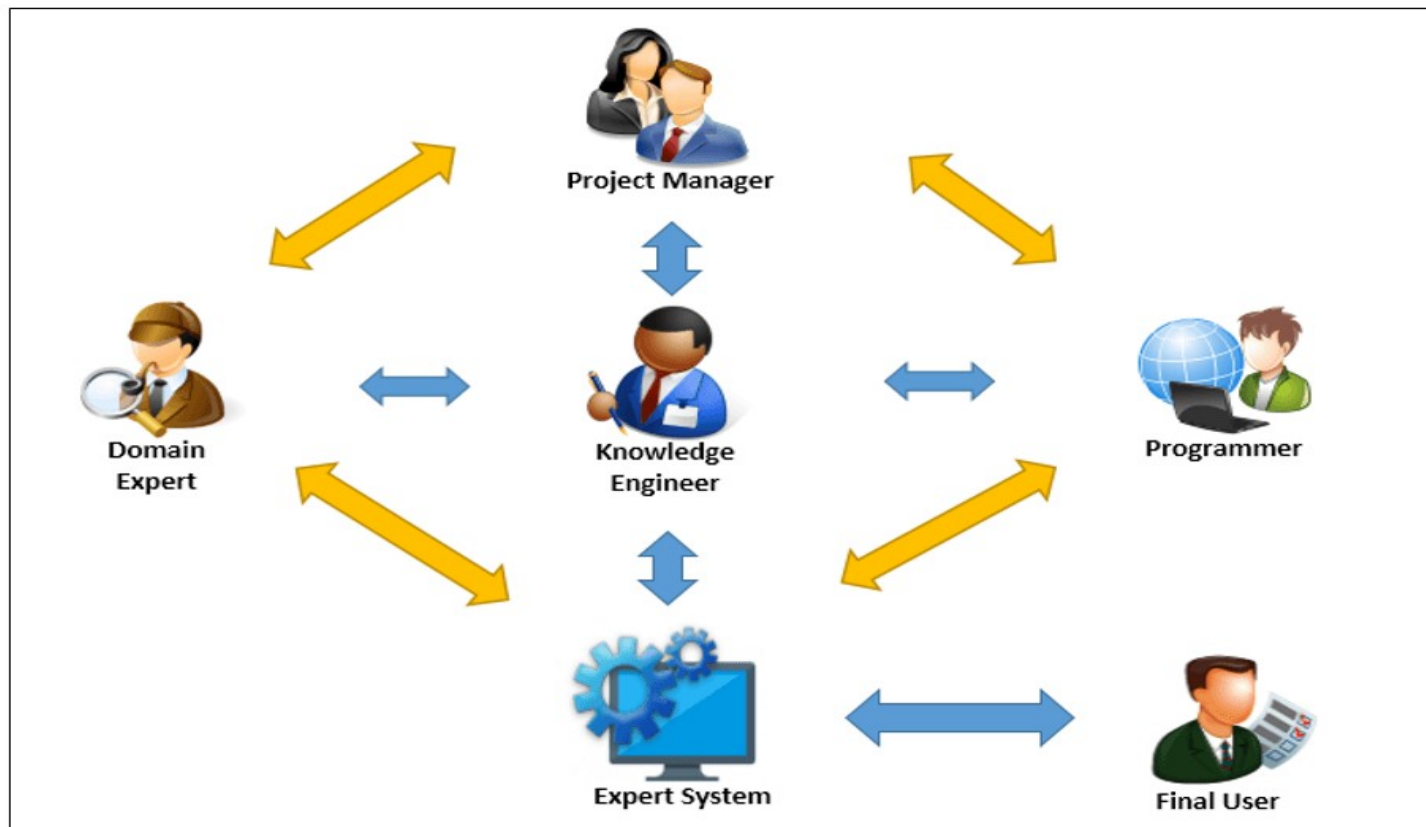 Project Manager
Domain
Expert
Knowledge
Engineer
Programmer
Expert System
Final User